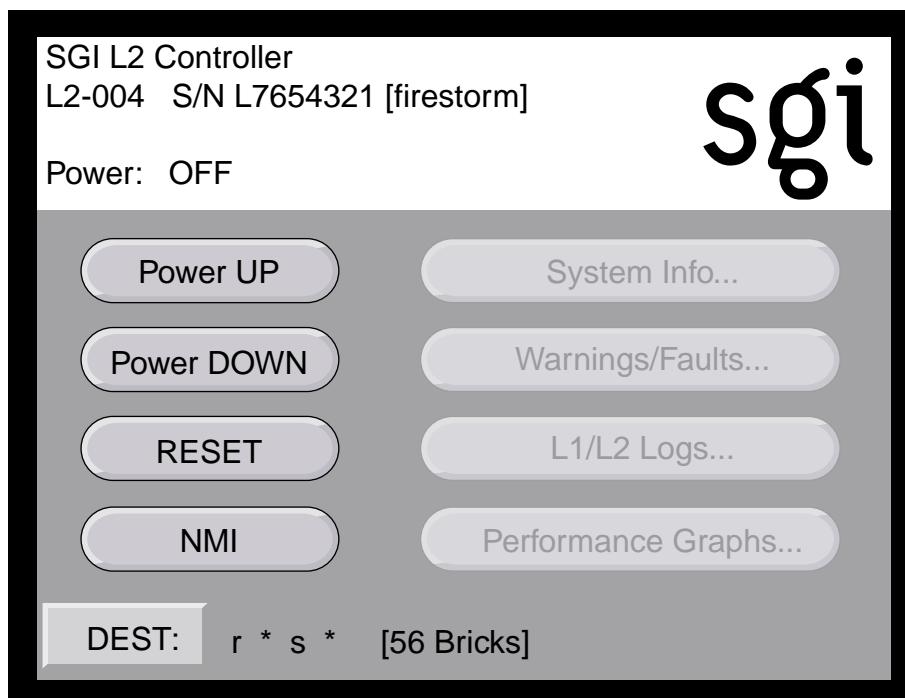 SGI L2 Controller
L2-004 S/N L7654321 [firestorm]
sgi
Power: OFF
Power UP
System Info...
Power DOWN
Warnings/Faults...
RESET
L1/L2 Logs...
NMI
Performance Graphs...
DEST: r * s * [56 Bricks]